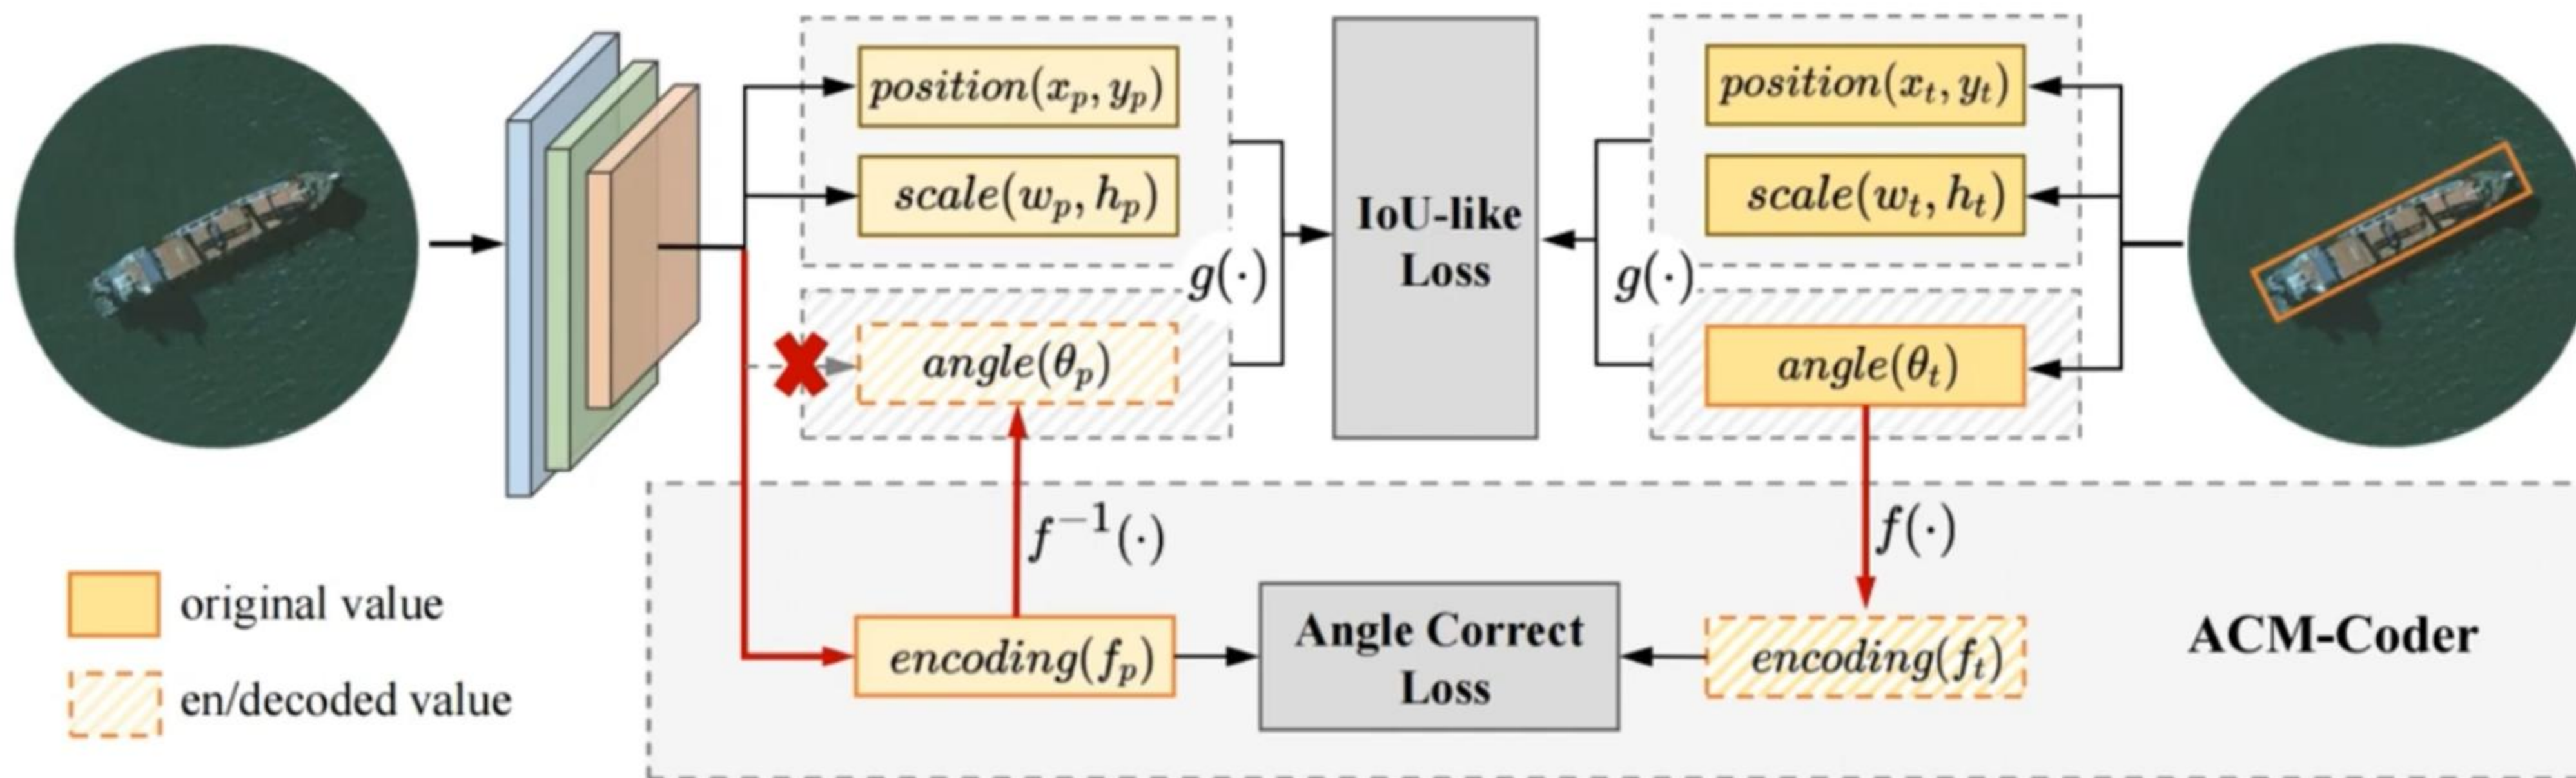 position(x_p, y_p)
scale(w_p, h_p)
g(·)
angle(θ_p)
IoU-like
Loss
position(x_t, y_t)
scale(w_t, h_t)
g(·)
angle(θ_t)
f^{-1}(·)
f(·)
original value
en/decoded value
encoding(f_p)
Angle Correct
Loss
encoding(f_t)
ACM-Coder